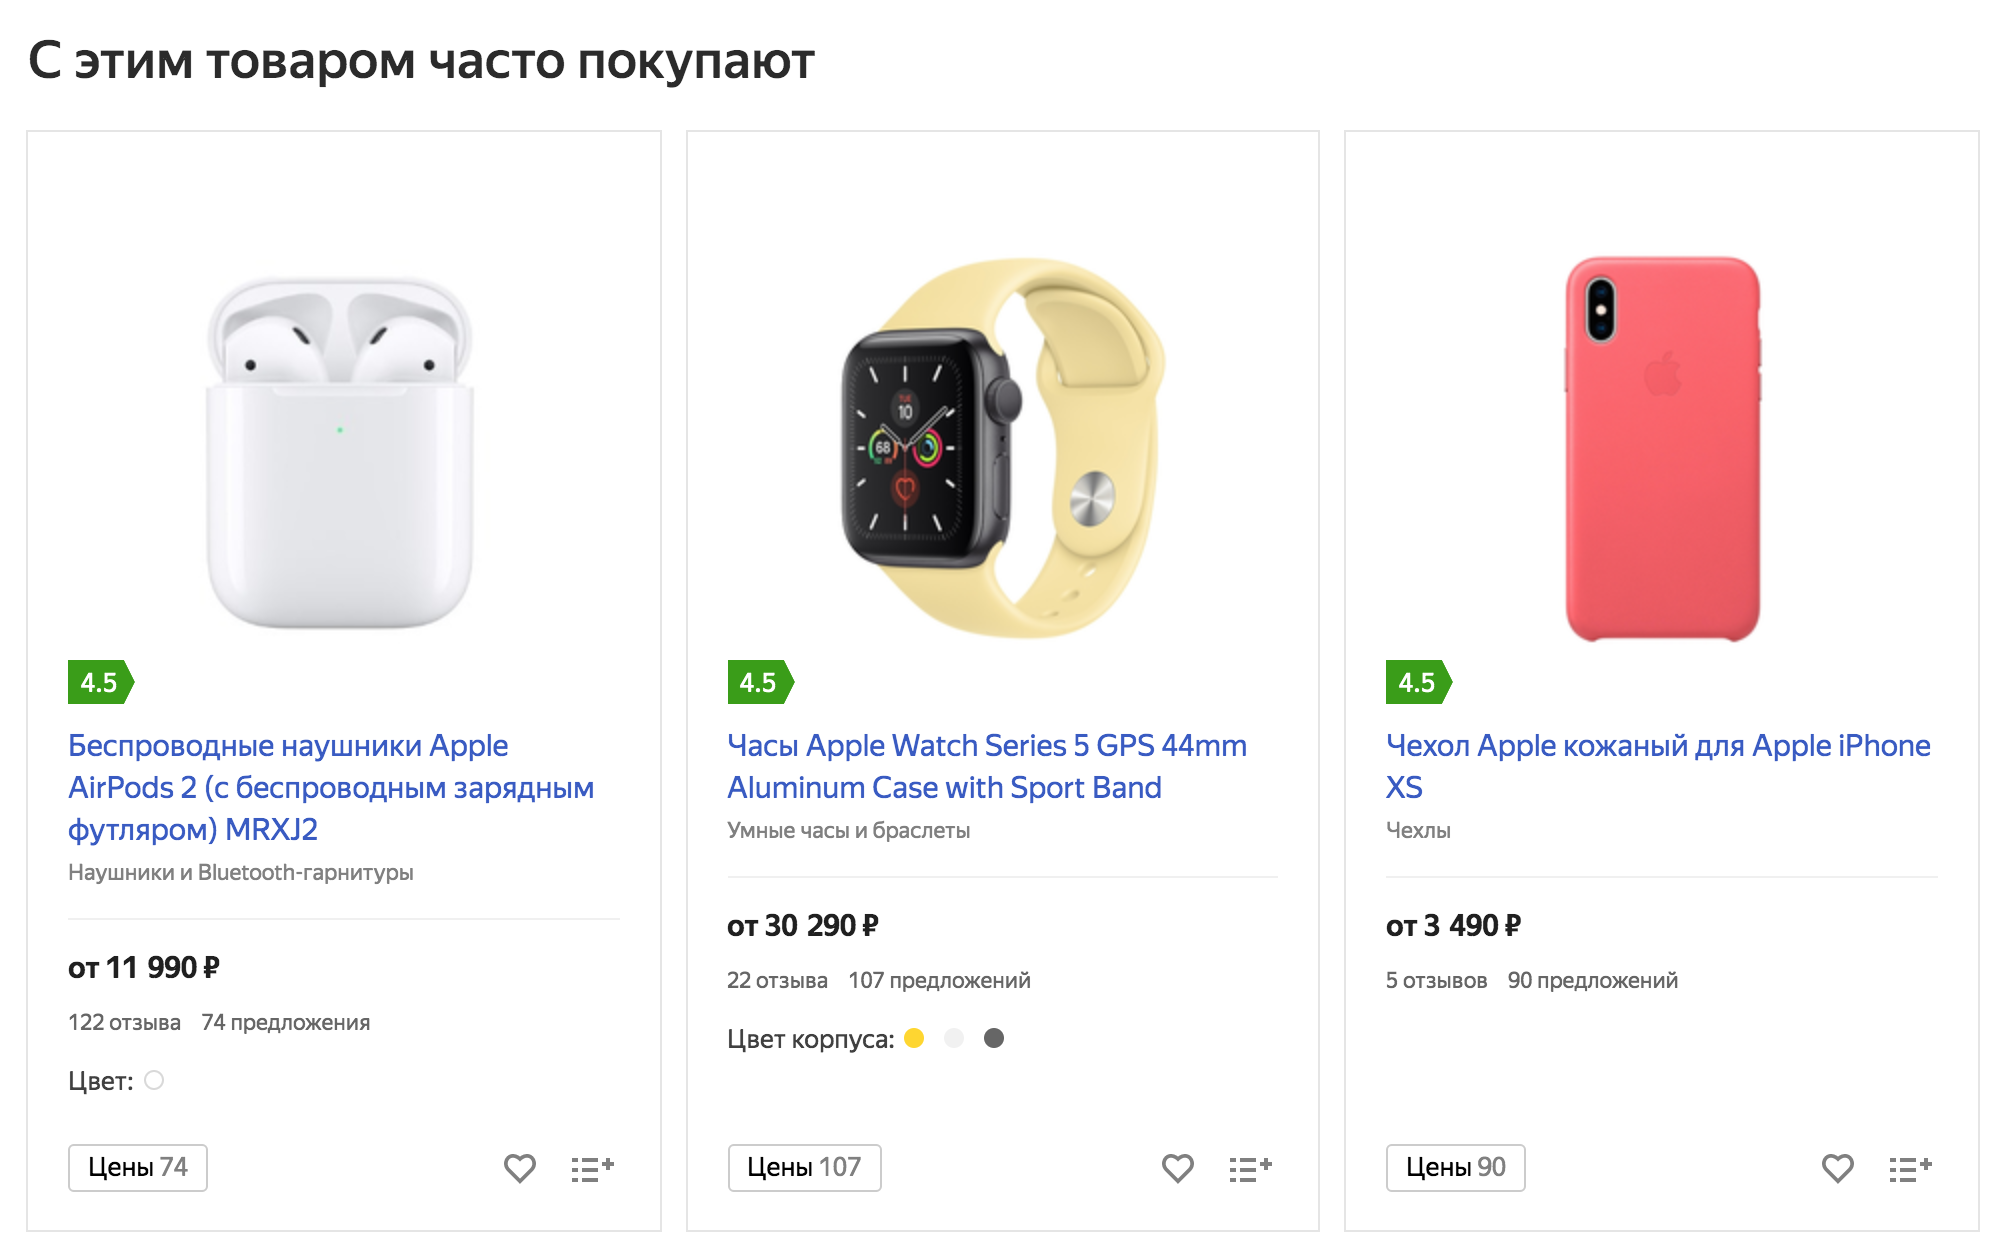 С этим товаром часто покупают
TUE
10
68
4.5
Беспроводные наушники Apple
AirPods 2 (с беспроводным зарядным
футляром) MRXJ2
Наушники и Bluetooth-гарнитуры
от 11 990 ₽
122 отзыва 74 предложения
Цвет:
Цены 74
4.5
Часы Apple Watch Series 5 GPS 44mm
Aluminum Case with Sport Band
Умные часы и браслеты
от 30 290 ₽
22 отзыва 107 предложений
Цвет корпуса:
Цены 107
4.5
Чехол Apple кожаный для Apple iPhone
XS
Чехлы
от 3 490 ₽
5 отзывов 90 предложений
Цены 90